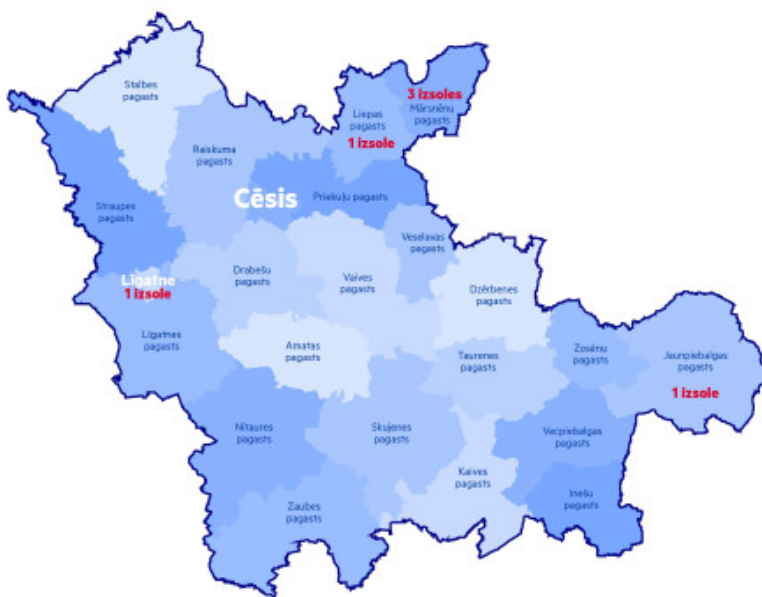 Stalbes
pagasts
3 izsoles
Mārsnēnu
pagasts
Liepas
pagasts
1 izsole
Raiskuma
pagasts
Cēsis
Priekuļu pagasts
Straupes
pagasts
Veselavas
pagasts
Līgatne
1 izsole
Drabešu
pagasts
Vaives
pagasts
Dzērbenes
pagasts
Līgatnes
pagasts
Amatas
pagasts
Taurenes
pagasts
Zosēnu
pagasts
Jaunpiebalgas
pagasts
1 izsole
Nītaures
pagasts
Skujenes
pagasts
Vecpiebalgas
pagasts
Kaives
pagasts
Inešu
pagasts
Zaubes
pagasts